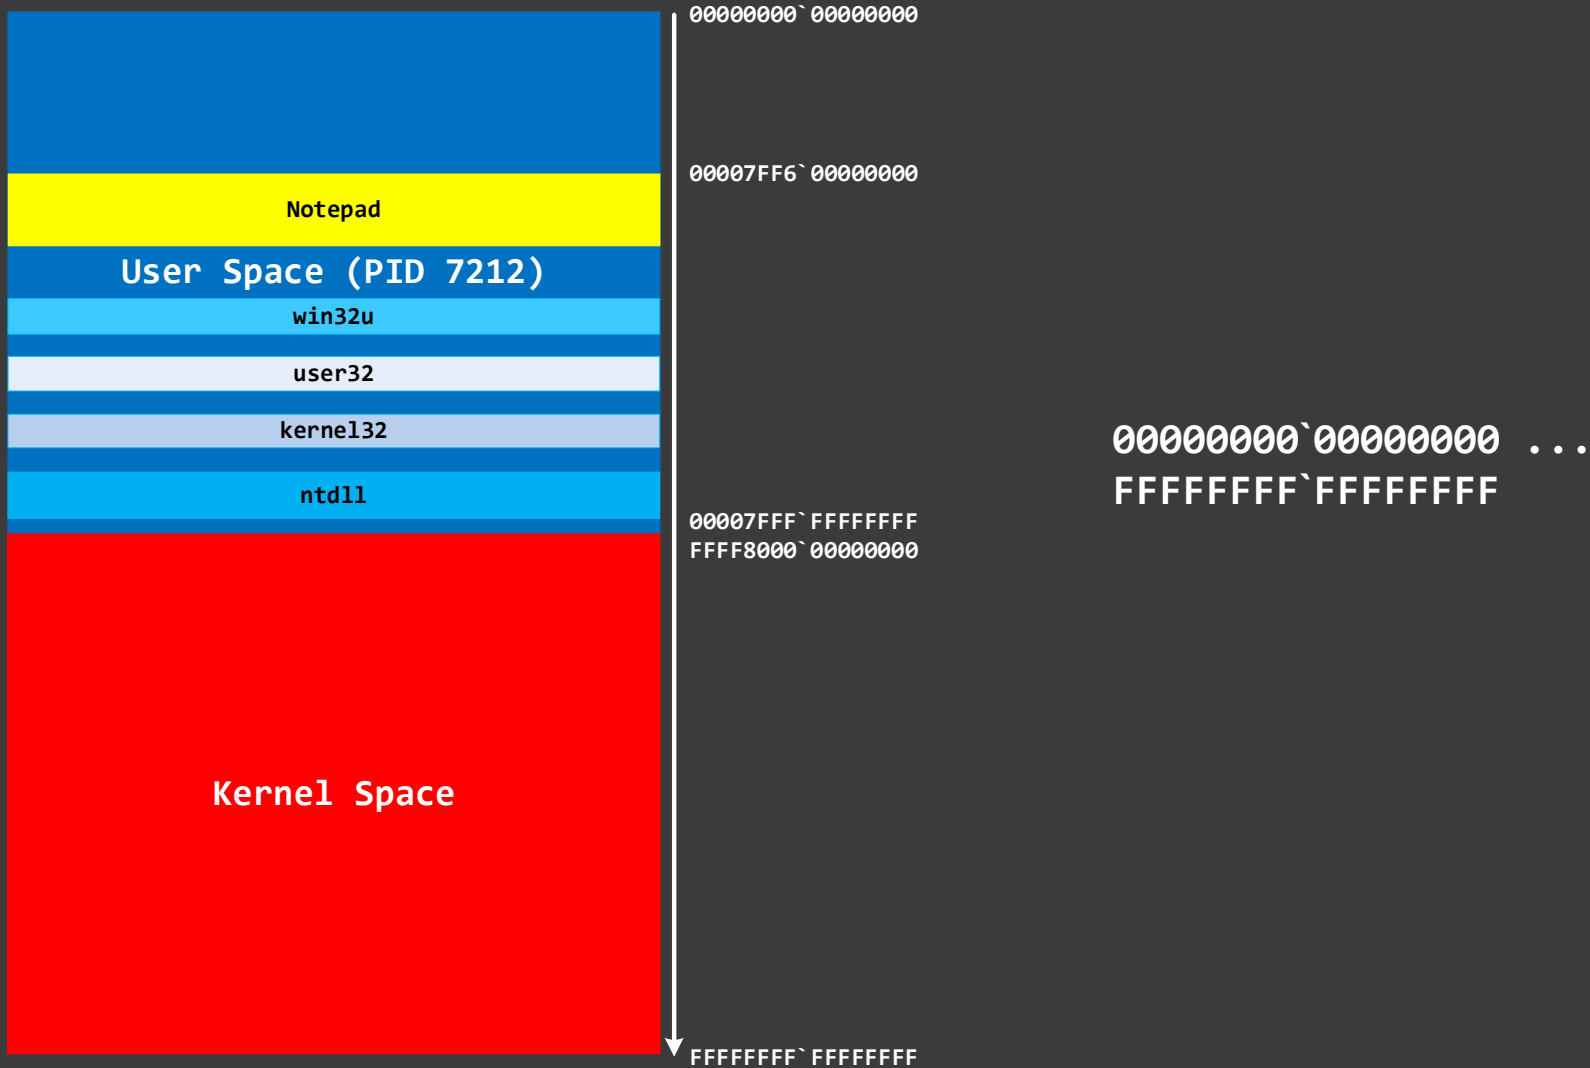 00000000`00000000
00007FF6`00000000
Notepad
User Space (PID 7212)
win32u
user32
kernel32
ntdll
00007FFF`FFFFFFFF
FFFF8000`00000000
Kernel Space
FFFFFFFF`FFFFFFFF
00000000`00000000 ...
FFFFFFFF`FFFFFFFF